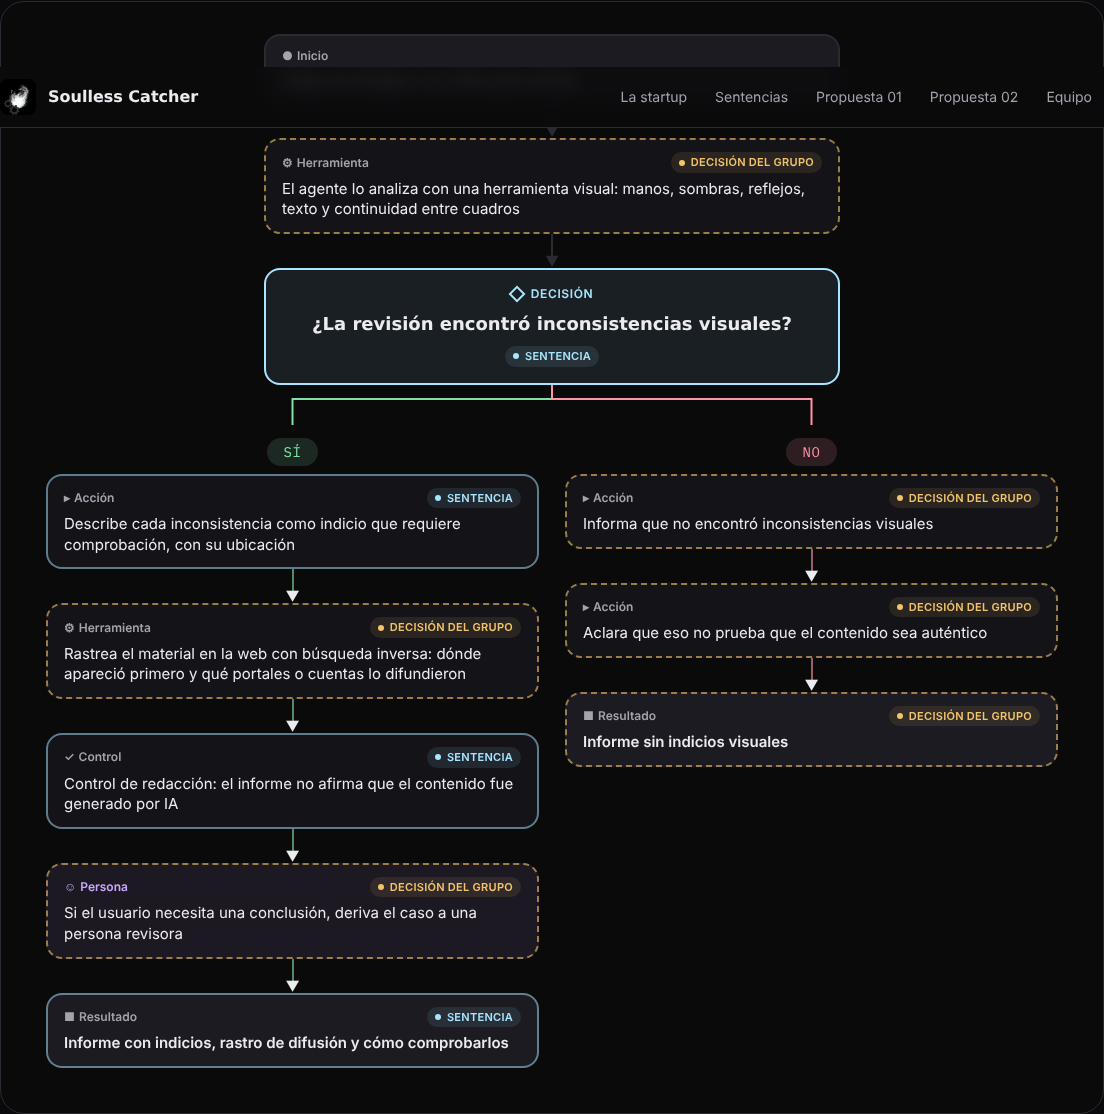 Inicio
Soulless Catcher
La startup
Sentencias
Propuesta 01
Propuesta 02
Equipo
Herramienta
DECISIÓN DEL GRUPO
El agente lo analiza con una herramienta visual: manos, sombras, reflejos,
texto y continuidad entre cuadros
DECISIÓN
¿La revisión encontró inconsistencias visuales?
SENTENCIA
SÍ
Acción
SENTENCIA
Describe cada inconsistencia como indicio que requiere
comprobación, con su ubicación
Herramienta
DECISIÓN DEL GRUPO
Rastrea el material en la web con búsqueda inversa: dónde
apareció primero y qué portales o cuentas lo difundieron
Control
SENTENCIA
Control de redacción: el informe no afirma que el contenido fue
generado por IA
Persona
DECISIÓN DEL GRUPO
Si el usuario necesita una conclusión, deriva el caso a una
persona revisora
Resultado
SENTENCIA
Informe con indicios, rastro de difusión y cómo comprobarlos
NO
Acción
DECISIÓN DEL GRUPO
Informa que no encontró inconsistencias visuales
Acción
DECISIÓN DEL GRUPO
Aclara que eso no prueba que el contenido sea auténtico
Resultado
DECISIÓN DEL GRUPO
Informe sin indicios visuales